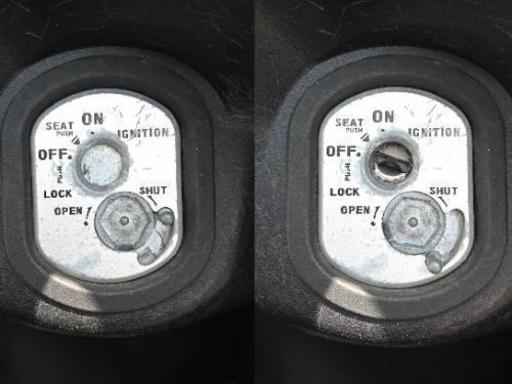 ON
SEAT
PUSH
IGNITION
OFF.
PUSH
LOCK
SHUT
OPEN
ON
SEAT
PUSH
IGNITION
OFF.
PUSH
LOCK
SHUT
OPEN